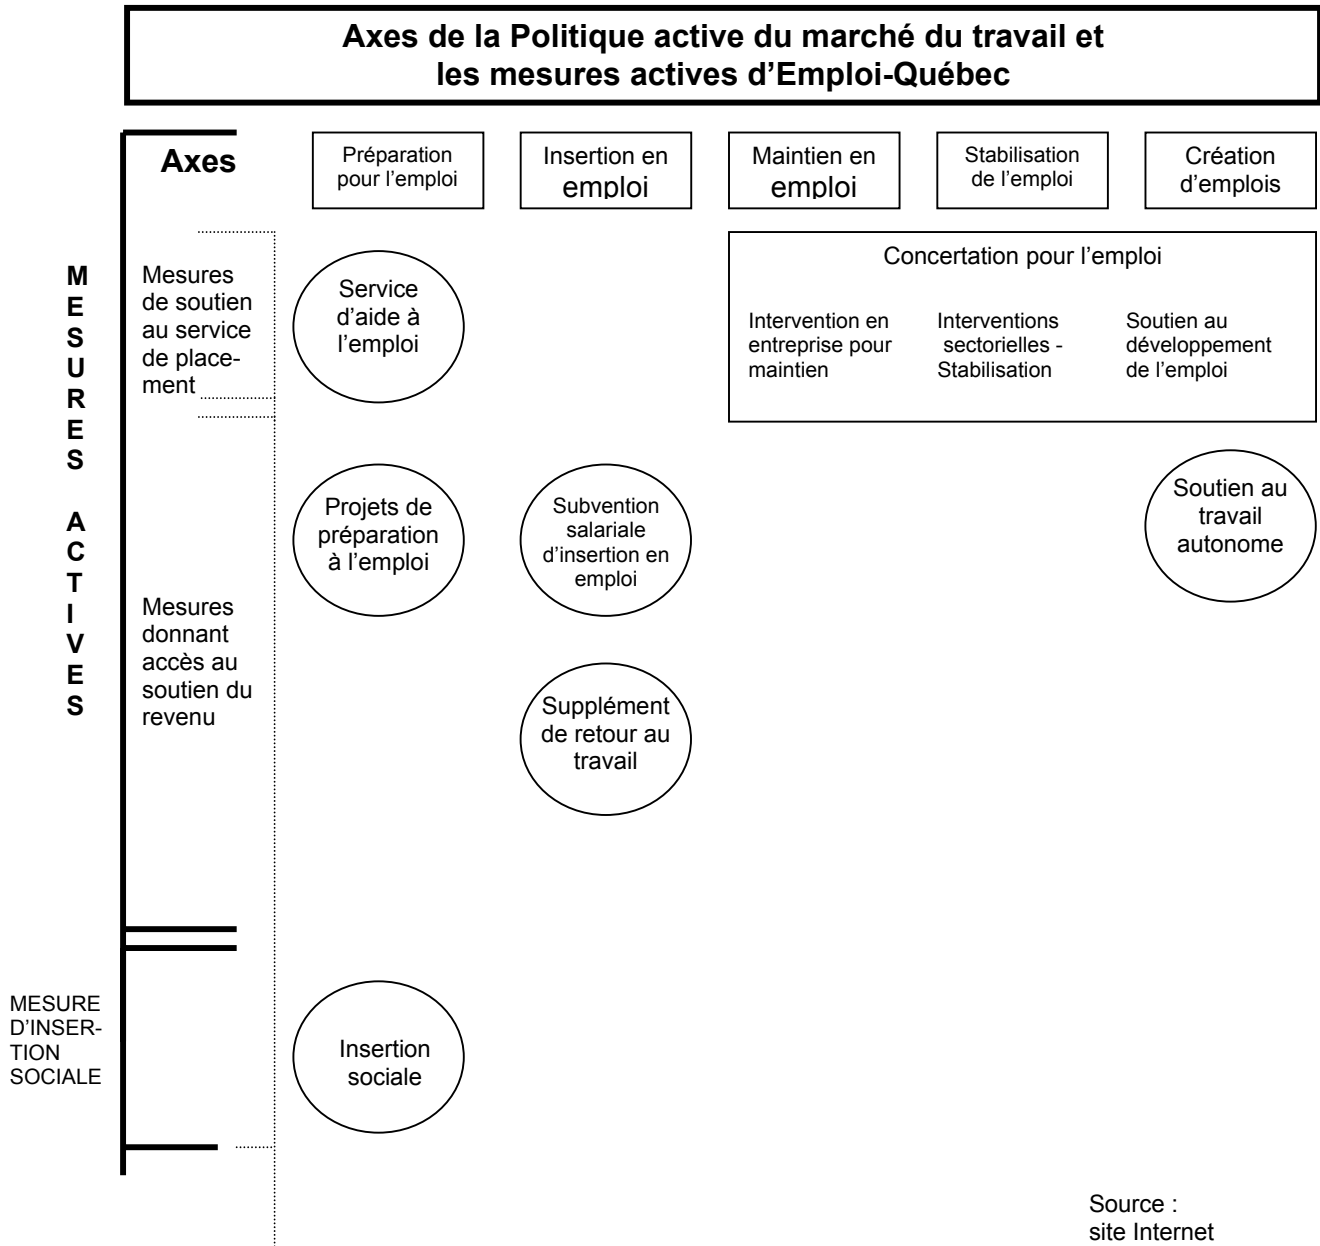 Axes de la Politique active du marché du travail et
les mesures actives d'Emploi-Québec
Axes
Préparation
pour l'emploi
Insertion en
emploi
Maintien en
emploi
Stabilisation
de l'emploi
Création
d'emplois
MESURES ACTIVES
Mesures
de soutien
au service
de place-
ment
Service
d'aide à
l'emploi
Concertation pour l'emploi
Intervention en
entreprise pour
maintien
Interventions
sectorielles -
Stabilisation
Soutien au
développement
de l'emploi
Mesures
donnant
accès au
soutien du
revenu
Projets de
préparation
à l'emploi
Subvention
salariale
d'insertion en
emploi
Soutien au
travail
autonome
Supplément
de retour au
travail
MESURE
D'INSER-
TION
SOCIALE
Insertion
sociale
Source :
site Internet